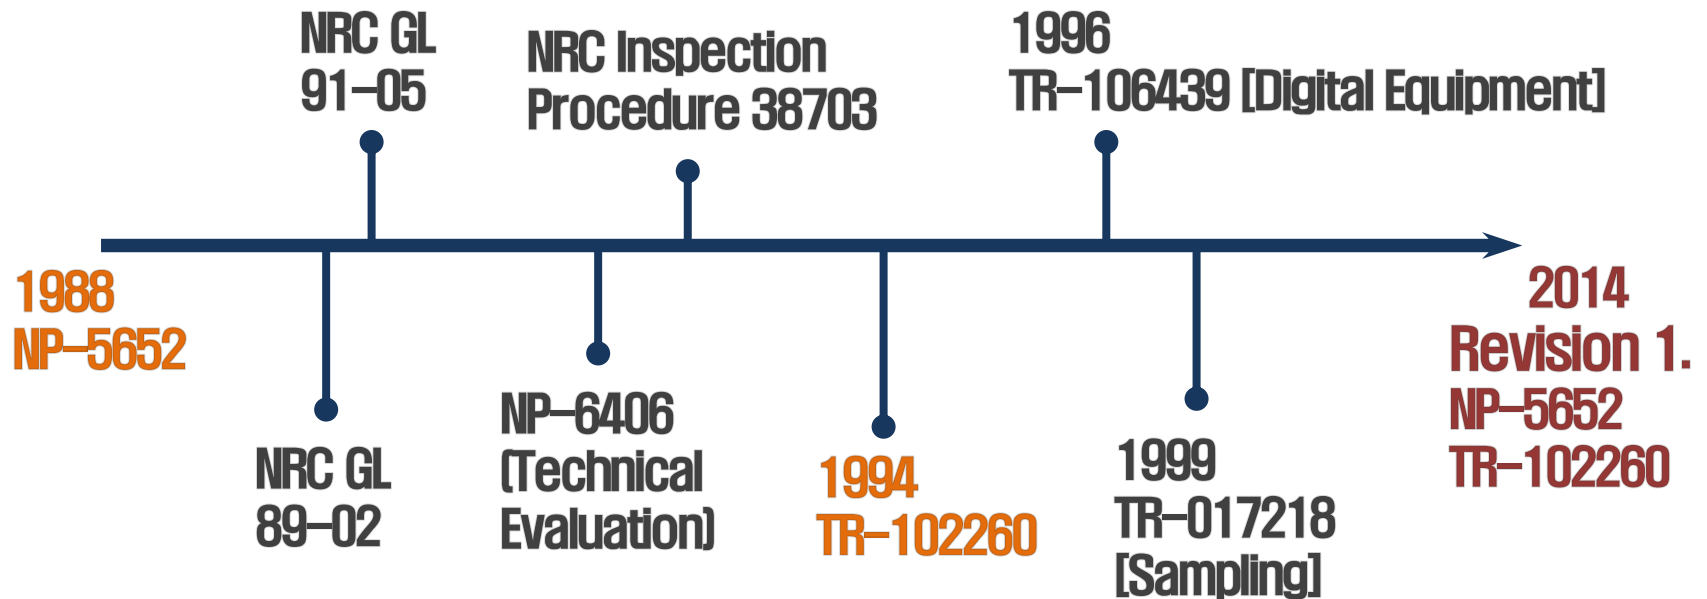 NRC GL
91-05
NRC Inspection
Procedure 38703
1996
TR-106439 [Digital Equipment]
1988
NP-5652
NRC GL
89-02
NP-6406
(Technical
Evaluation)
1994
TR-102260
1999
TR-017218
[Sampling]
2014
Revision 1.
NP-5652
TR-102260